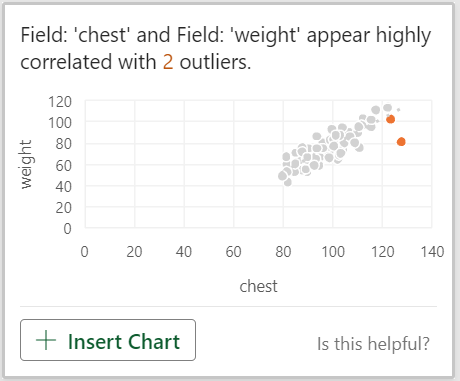 Field: 'chest' and Field: 'weight' appear highly
correlated with 2 outliers.
120
100
80
60
40
20
0
weight
0 20 40 60 80 100 120 140
chest
+ Insert Chart
Is this helpful?